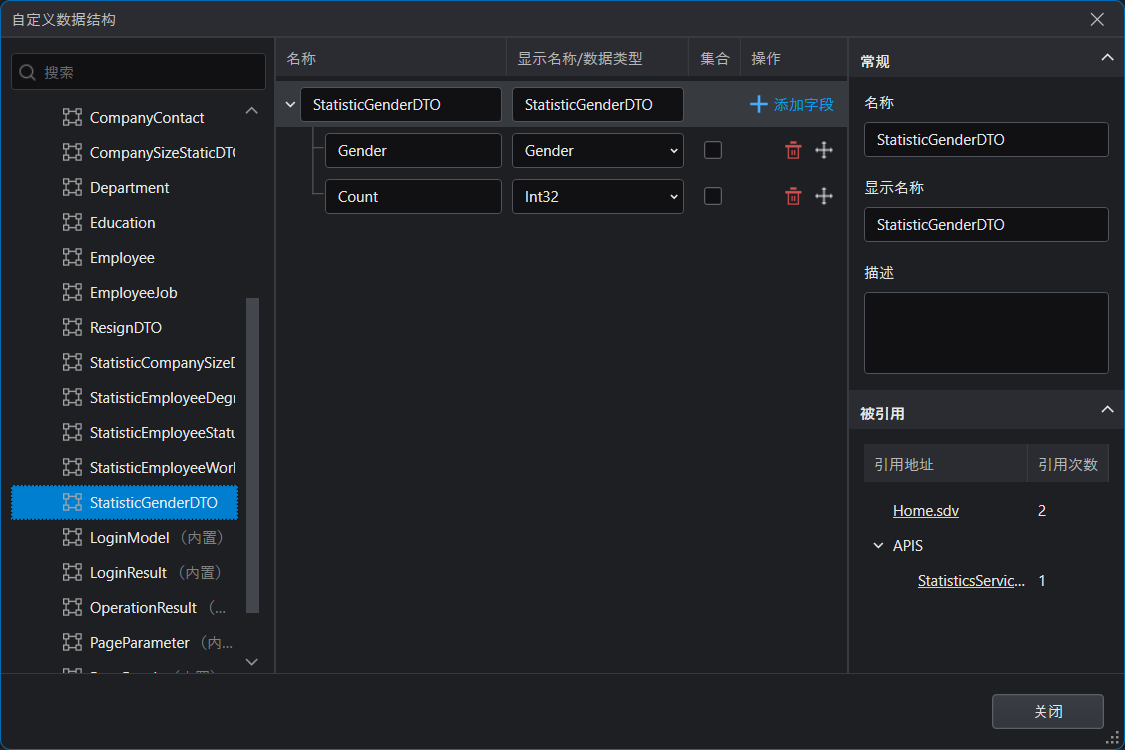 自定义数据结构
搜索
CompanyContact
CompanySizeStaticDT
Department
Education
Employee
EmployeeJob
ResignDTO
StatisticCompanySize
StatisticEmployeeDeg
StatisticEmployeeStatu
StatisticEmployeeWor
StatisticGenderDTO
LoginModel （内置）
LoginResult （内置）
OperationResult （...
PageParameter （内...
名称 显示名称/数据类型 集合 操作
StatisticGenderDTO StatisticGenderDTO 添加字段
Gender Gender
Count Int32
常规
名称
StatisticGenderDTO
显示名称
StatisticGenderDTO
描述
被引用
引用地址 引用次数
Home.sdv 2
APIS
StatisticsServic... 1
关闭